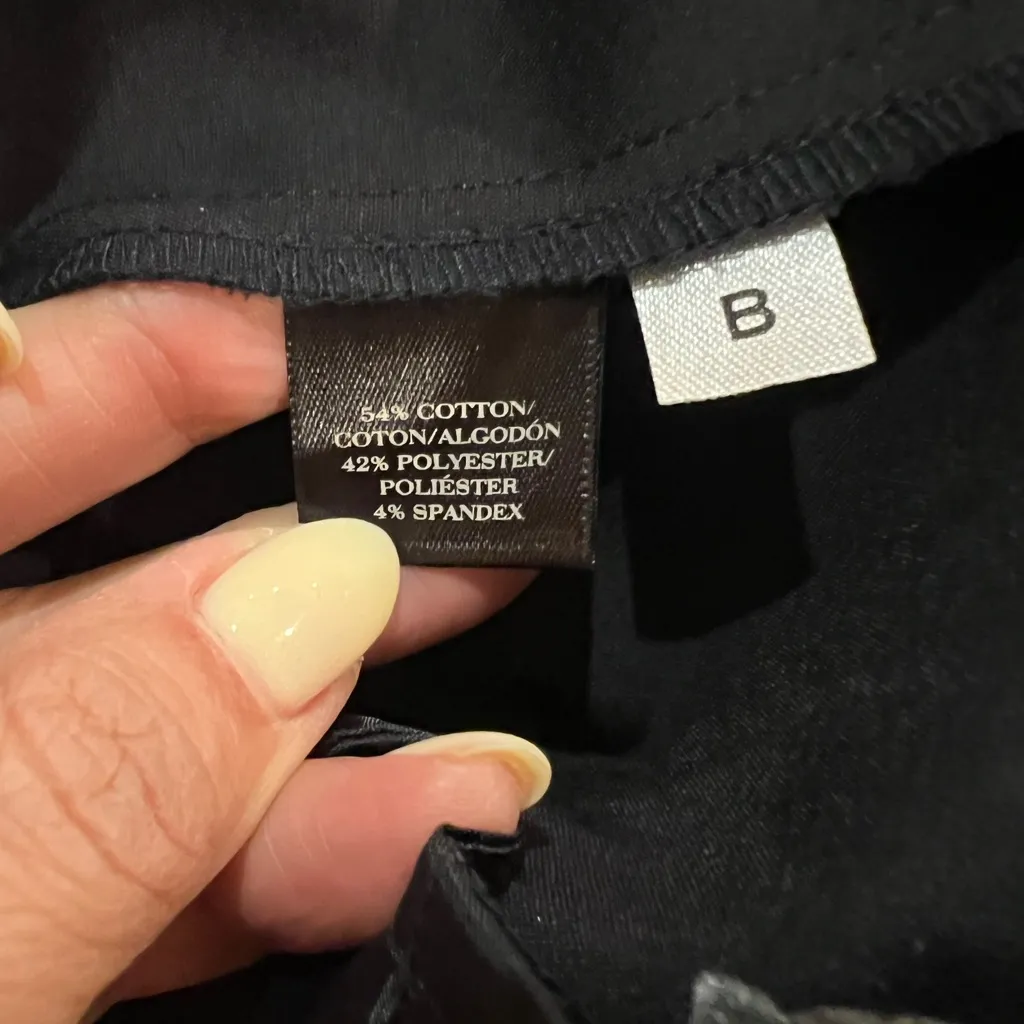 54% COTTON/
COTON/ALGODÓN
42% POLYESTER/
POLIÉSTER
4% SPANDEX
B